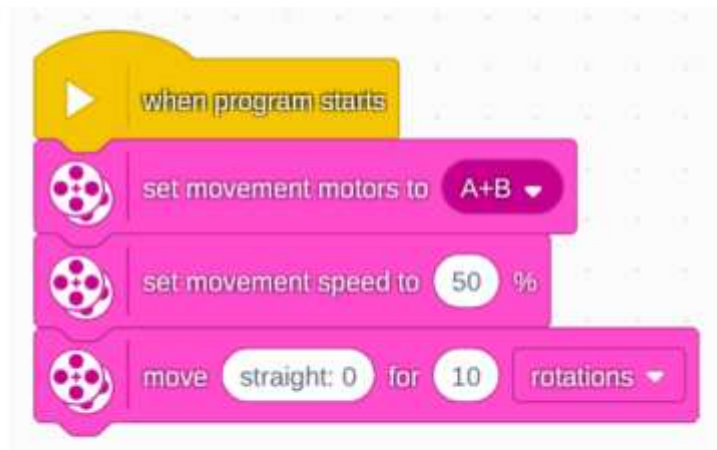 when program starts
set movement motors to A+B
set movement speed to 50 %
move straight: 0 for 10 rotations